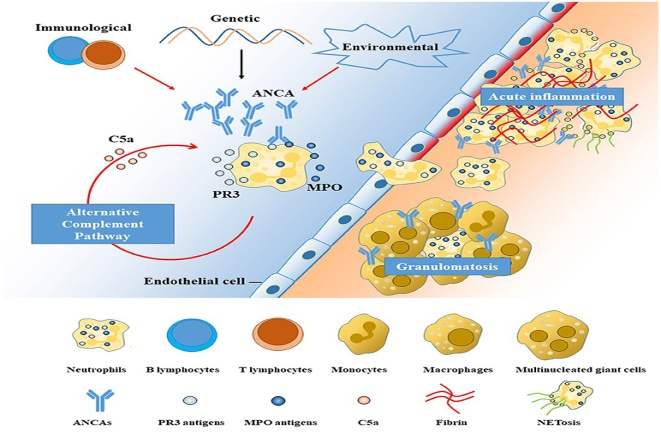 Genetic
Immunological
Environmental
ANCA
Acute inflammation
C5a
PR3
MPO
Alternative
Complement
Pathway
Granulomatosis
Endothelial cell
Neutrophils
B lymphocytes
T lymphocytes
Monocytes
Macrophages
Multinucleated giant cells
ANCAs
PR3 antigens
MPO antigens
C5a
Fibrin
NETosis